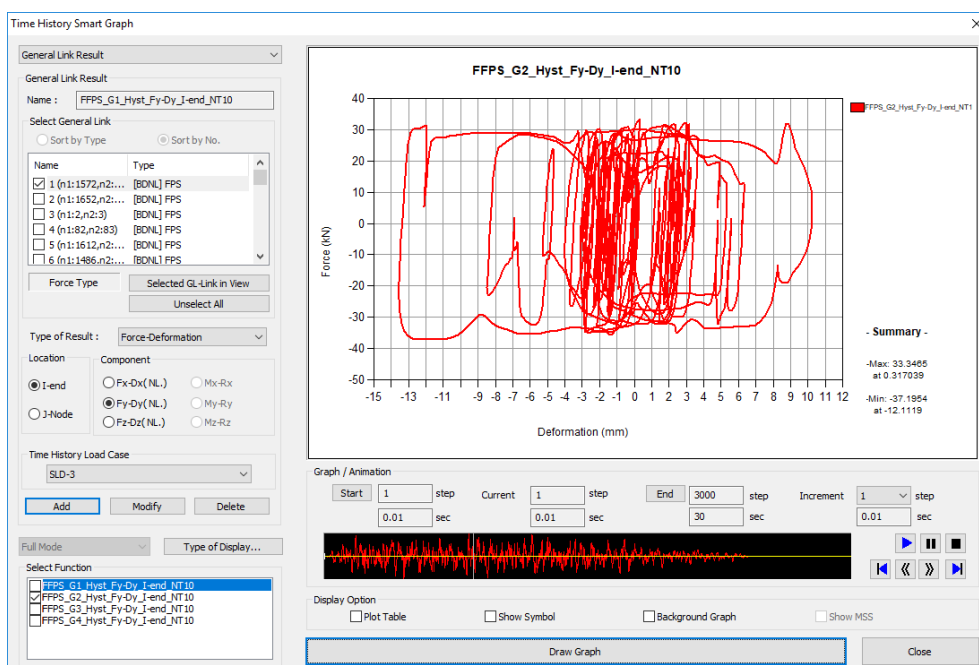 Time History Smart Graph
General Link Result
General Link Result
Name : FFPS_G1_Hyst_Fy-Dy_I-end_NT10
Select General Link
Sort by Type Sort by No.
Name Type
1 (n1:1572,n2:... [BDNL] FPS
2 (n1:1652,n2:... [BDNL] FPS
3 (n1:2,n2:3) [BDNL] FPS
4 (n1:82,n2:83) [BDNL] FPS
5 (n1:1612,n2:... [BDNL] FPS
6 (n1:1486,n2:... [BDNL] FPS
Force Type Selected GL-Link in View
Unselect All
Type of Result : Force-Deformation
Location Component
I-end Fx-Dx( NL.) Mx-Rx
Fy-Dy( NL.) My-Ry
J-Node Fz-Dz( NL.) Mz-Rz
Time History Load Case
SLD-3
Add Modify Delete
Full Mode Type of Display...
Select Function
FFPS_G1_Hyst_Fy-Dy_I-end_NT10
FFPS_G2_Hyst_Fy-Dy_I-end_NT10
FFPS_G3_Hyst_Fy-Dy_I-end_NT10
FFPS_G4_Hyst_Fy-Dy_I-end_NT10
FFPS_G2_Hyst_Fy-Dy_I-end_NT10
FFPS_G2_Hyst_Fy-Dy_I-end_NT1
40
30
20
10
0
-10
-20
-30
-40
-50
Force (kN)
-15 -13 -11 -9 -8 -7 -6 -5 -4 -3 -2 -1 0 1 2 3 4 5 6 7 8 9 10 11 12
Deformation (mm)
- Summary -
-Max: 33.3465
at 0.317039
-Min: -37.1954
at -12.1119
Graph / Animation
Start 1 step Current 1 step End 3000 step Increment 1 step
0.01 sec 0.01 sec 30 sec 0.01 sec
Display Option
Plot Table Show Symbol Background Graph Show MSS
Draw Graph Close